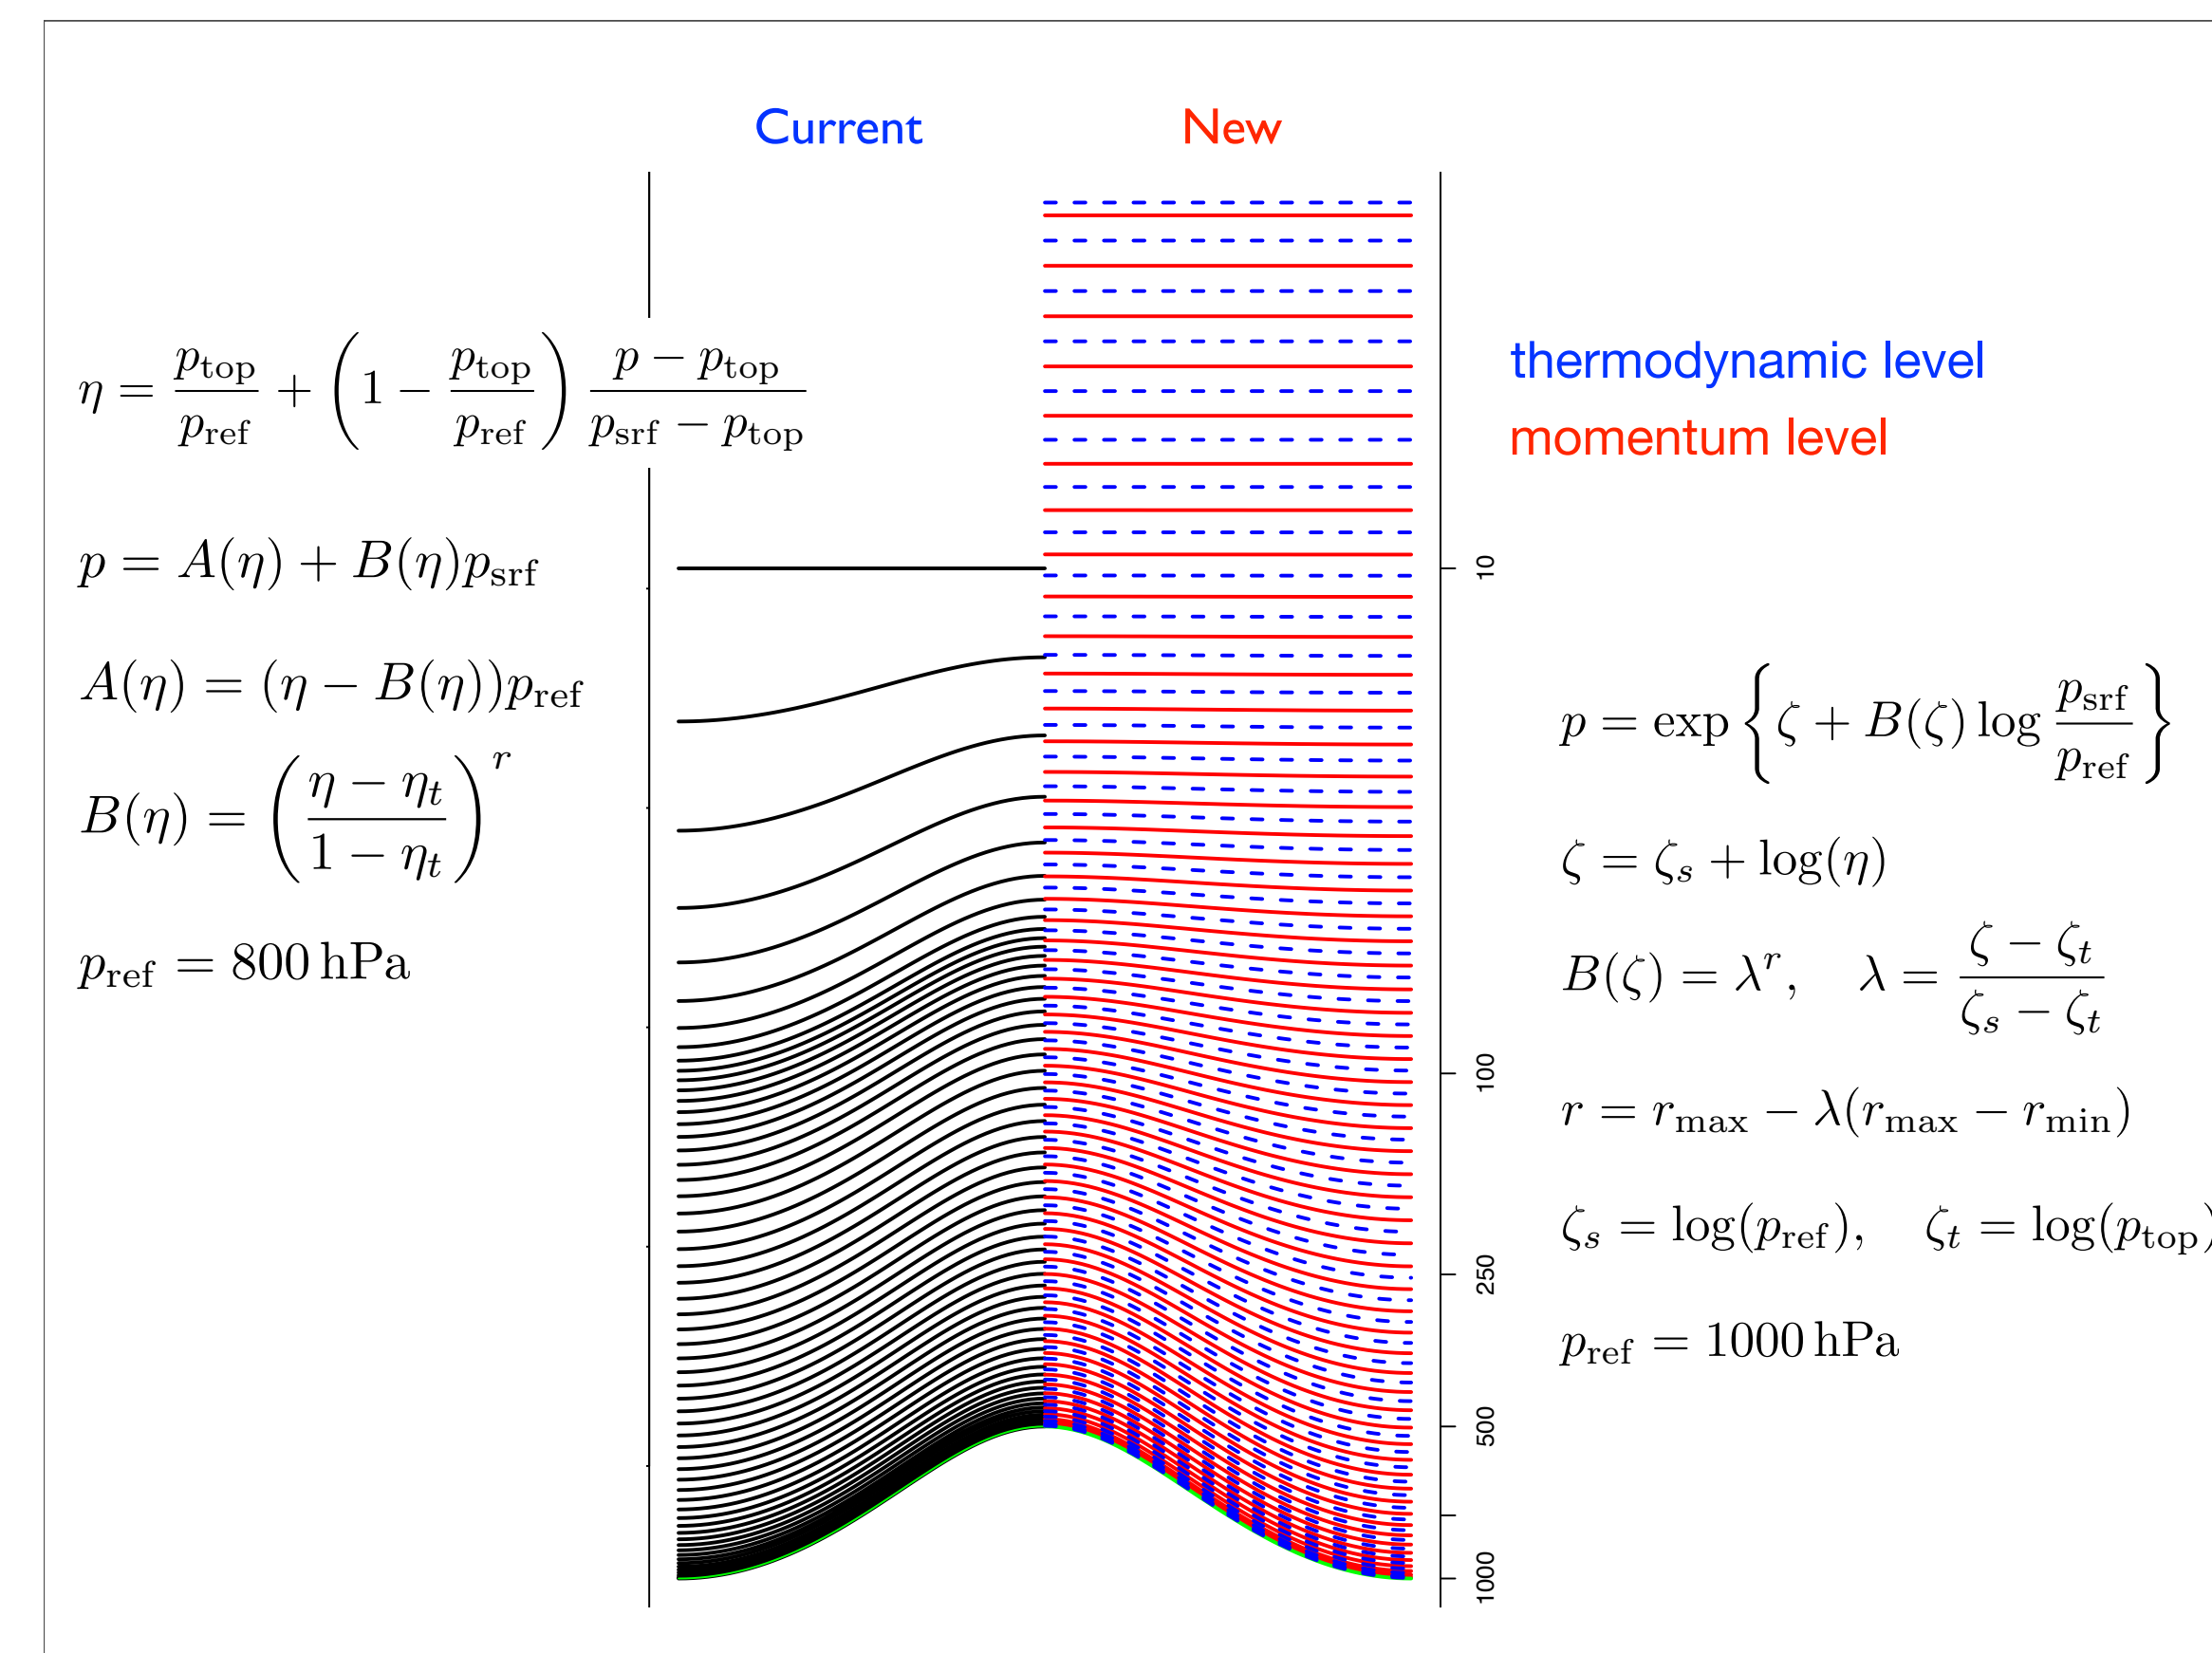 Current
New
η = p_top/p_ref + (1 − p_top/p_ref) (p − p_top)/(p_srf − p_top)
p = A(η) + B(η)p_srf
A(η) = (η − B(η))p_ref
B(η) = ((η − η_t)/(1 − η_t))^r
p_ref = 800 hPa
10
100
250
500
1000
thermodynamic level
momentum level
p = exp {ζ + B(ζ) log p_srf/p_ref}
ζ = ζ_s + log(η)
B(ζ) = λ^r, λ = (ζ − ζ_t)/(ζ_s − ζ_t)
r = r_max − λ(r_max − r_min)
ζ_s = log(p_ref), ζ_t = log(p_top)
p_ref = 1000 hPa